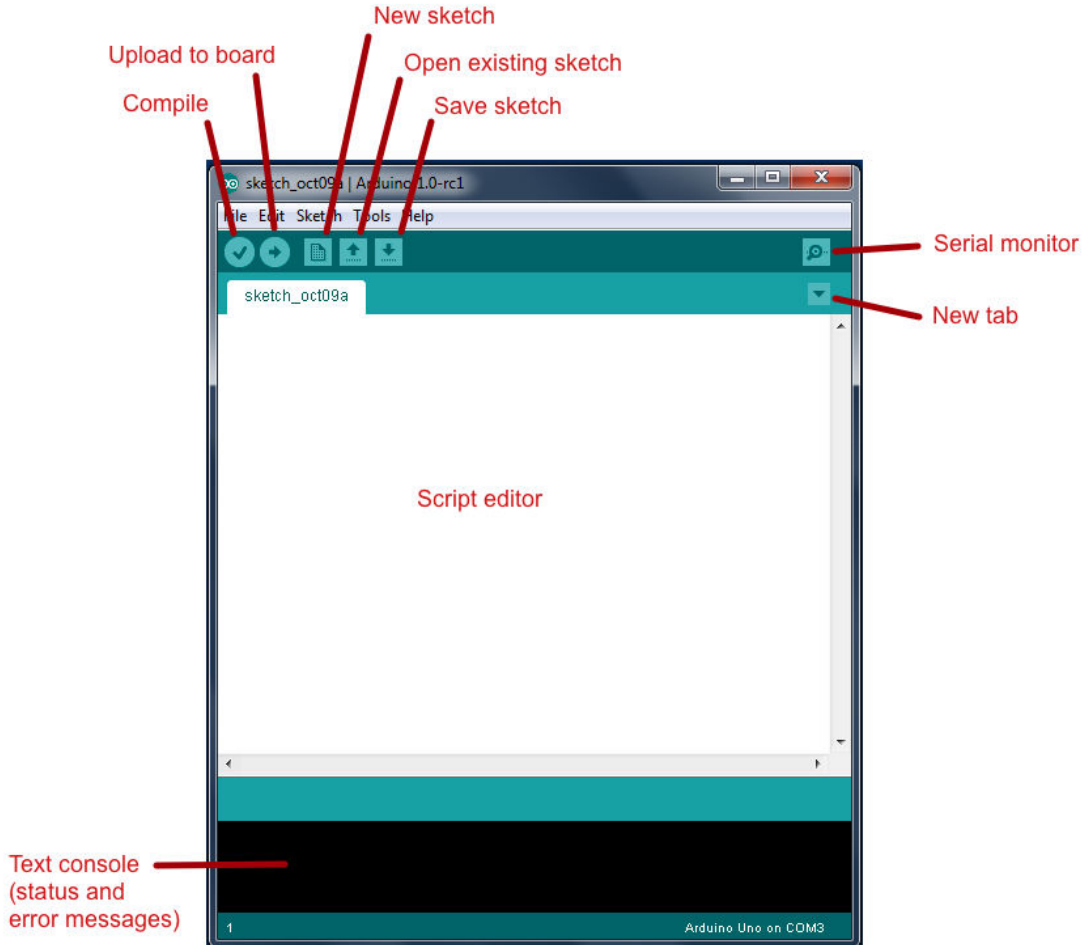 New sketch
Upload to board
Open existing sketch
Compile
Save sketch
sketch_oct09a | Arduino 1.0-rc1
File Edit Sketch Tools Help
Serial monitor
sketch_oct09a
New tab
Script editor
Text console
(status and
error messages)
1
Arduino Uno on COM3